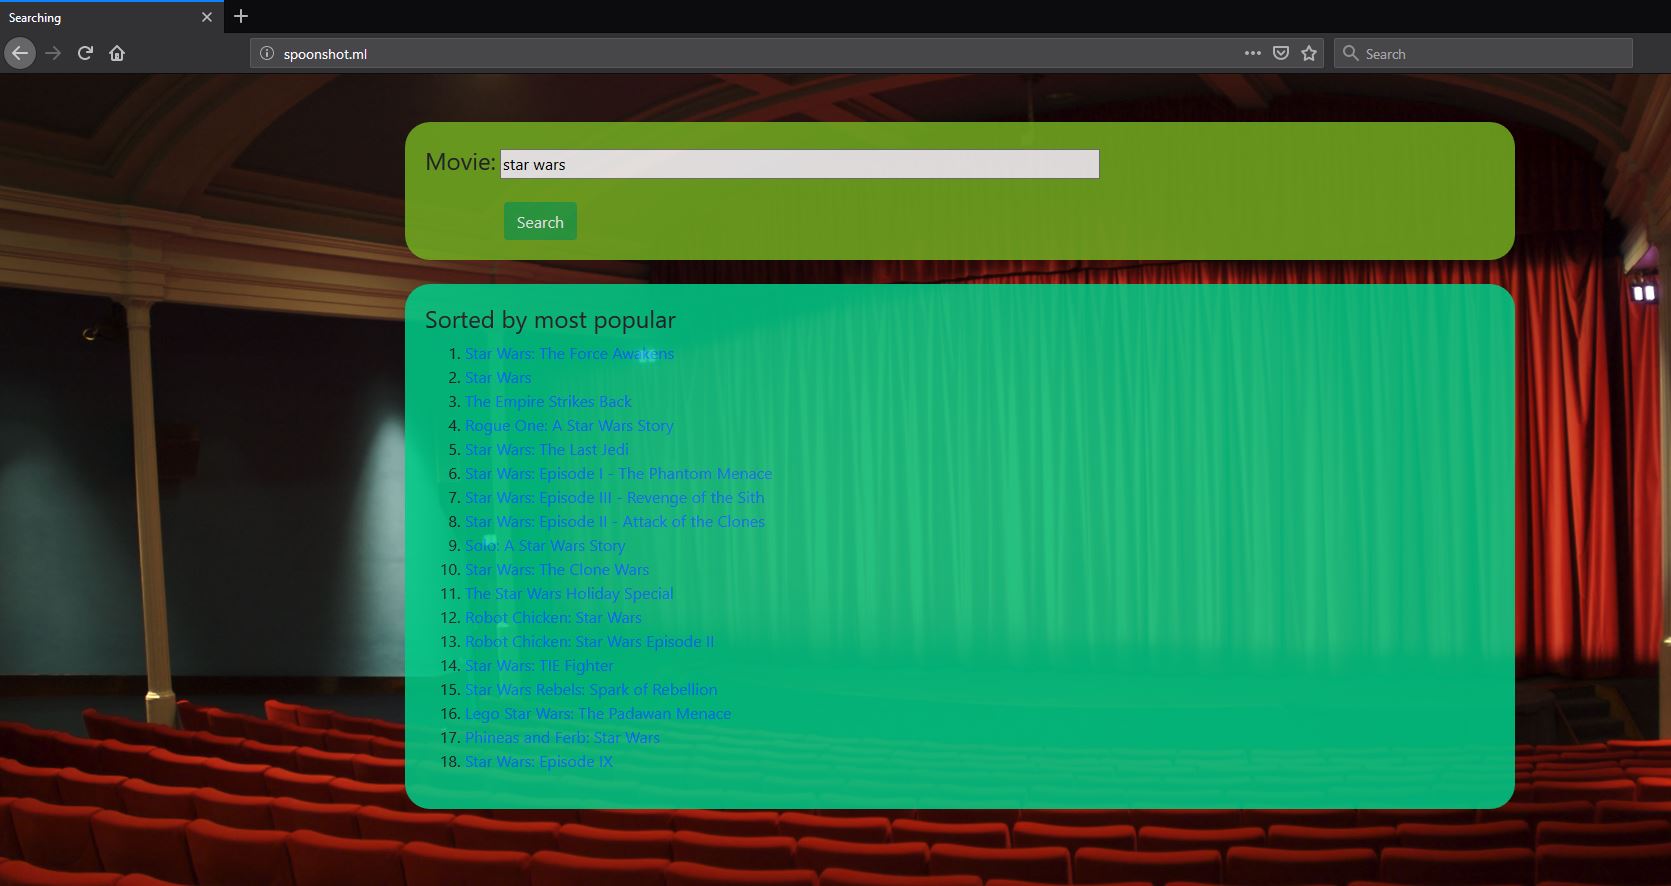 Searching
spoonshot.ml
Search
Movie: star wars
Search
Sorted by most popular
1. Star Wars: The Force Awakens
2. Star Wars
3. The Empire Strikes Back
4. Rogue One: A Star Wars Story
5. Star Wars: The Last Jedi
6. Star Wars: Episode I - The Phantom Menace
7. Star Wars: Episode III - Revenge of the Sith
8. Star Wars: Episode II - Attack of the Clones
9. Solo: A Star Wars Story
10. Star Wars: The Clone Wars
11. The Star Wars Holiday Special
12. Robot Chicken: Star Wars
13. Robot Chicken: Star Wars Episode II
14. Star Wars: TIE Fighter
15. Star Wars Rebels: Spark of Rebellion
16. Lego Star Wars: The Padawan Menace
17. Phineas and Ferb: Star Wars
18. Star Wars: Episode IX